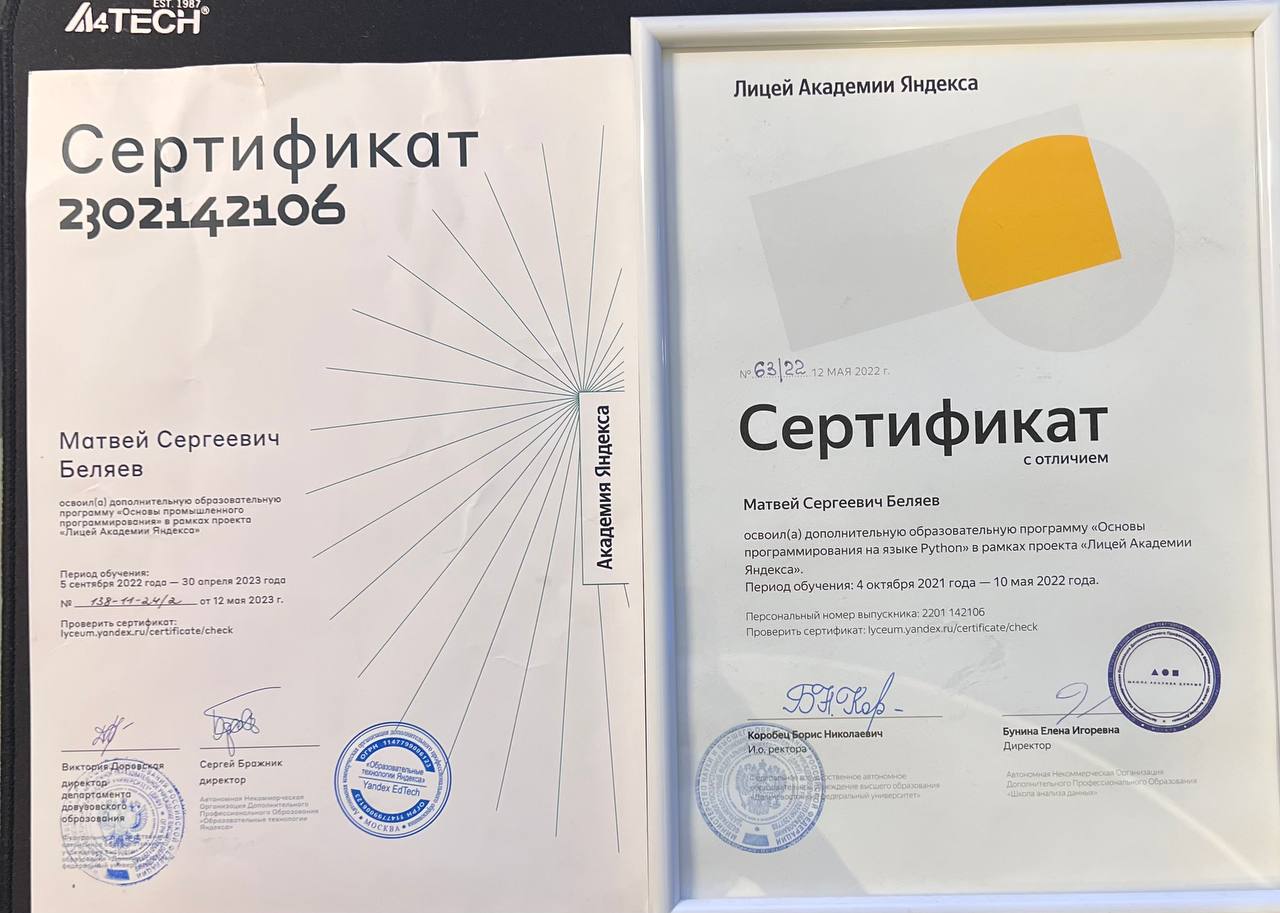 EST. 1987
A4TECH®
Сертификат
2302142106
Матвей Сергеевич
Беляев
освоил(а) дополнительную образовательную
программу «Основы промышленного
программирования» в рамках проекта
«Лицей Академии Яндекса»
Период обучения:
5 сентября 2022 года — 30 апреля 2023 года
№ 138-11-24/2 от 12 мая 2023 г.
Проверить сертификат:
lyceum.yandex.ru/certificate/check
Виктория Доровская
директор
департамента
довузовского
образования
Сергей Бражник
директор
Автономная Некоммерческая
Организация Дополнительного
Профессионального Образования
«Образовательные технологии
Яндекса»
«Образовательные
технологии Яндекса»
Yandex EdTech
МОСКВА
Академия Яндекса
Лицей Академии Яндекса
№ 63/22 12 МАЯ 2022 г.
Сертификат
с отличием
Матвей Сергеевич Беляев
освоил(а) дополнительную образовательную программу «Основы
программирования на языке Python» в рамках проекта «Лицей Академии
Яндекса».
Период обучения: 4 октября 2021 года — 10 мая 2022 года.
Персональный номер выпускника: 2201 142106
Проверить сертификат: lyceum.yandex.ru/certificate/check
Коробец Борис Николаевич
И.о. ректора
Федеральное государственное автономное
образовательное учреждение высшего образования
«Дальневосточный федеральный университет»
Бунина Елена Игоревна
Директор
Автономная Некоммерческая Организация
Дополнительного Профессионального Образования
«Школа анализа данных»
ШКОЛА АНАЛИЗА ДАННЫХ